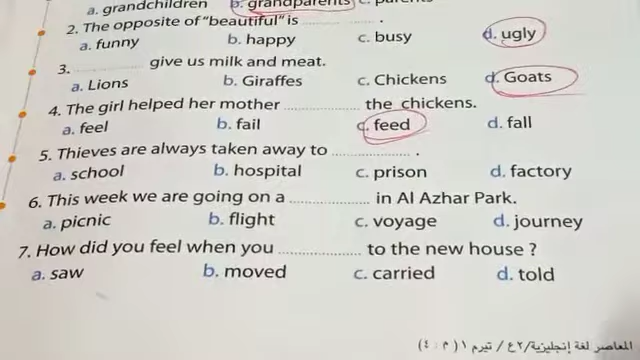 a. grandchildren b. grandparents c. parents
2. The opposite of "beautiful" is .................... .
a. funny b. happy c. busy d. ugly
3. .................... give us milk and meat.
a. Lions b. Giraffes c. Chickens d. Goats
4. The girl helped her mother .................... the chickens.
a. feel b. fail c. feed d. fall
5. Thieves are always taken away to .................... .
a. school b. hospital c. prison d. factory
6. This week we are going on a .................... in Al Azhar Park.
a. picnic b. flight c. voyage d. journey
7. How did you feel when you .................... to the new house ?
a. saw b. moved c. carried d. told
المعاصر لغة إنجليزية/٢ع / تيرم ١ (م : ٤)